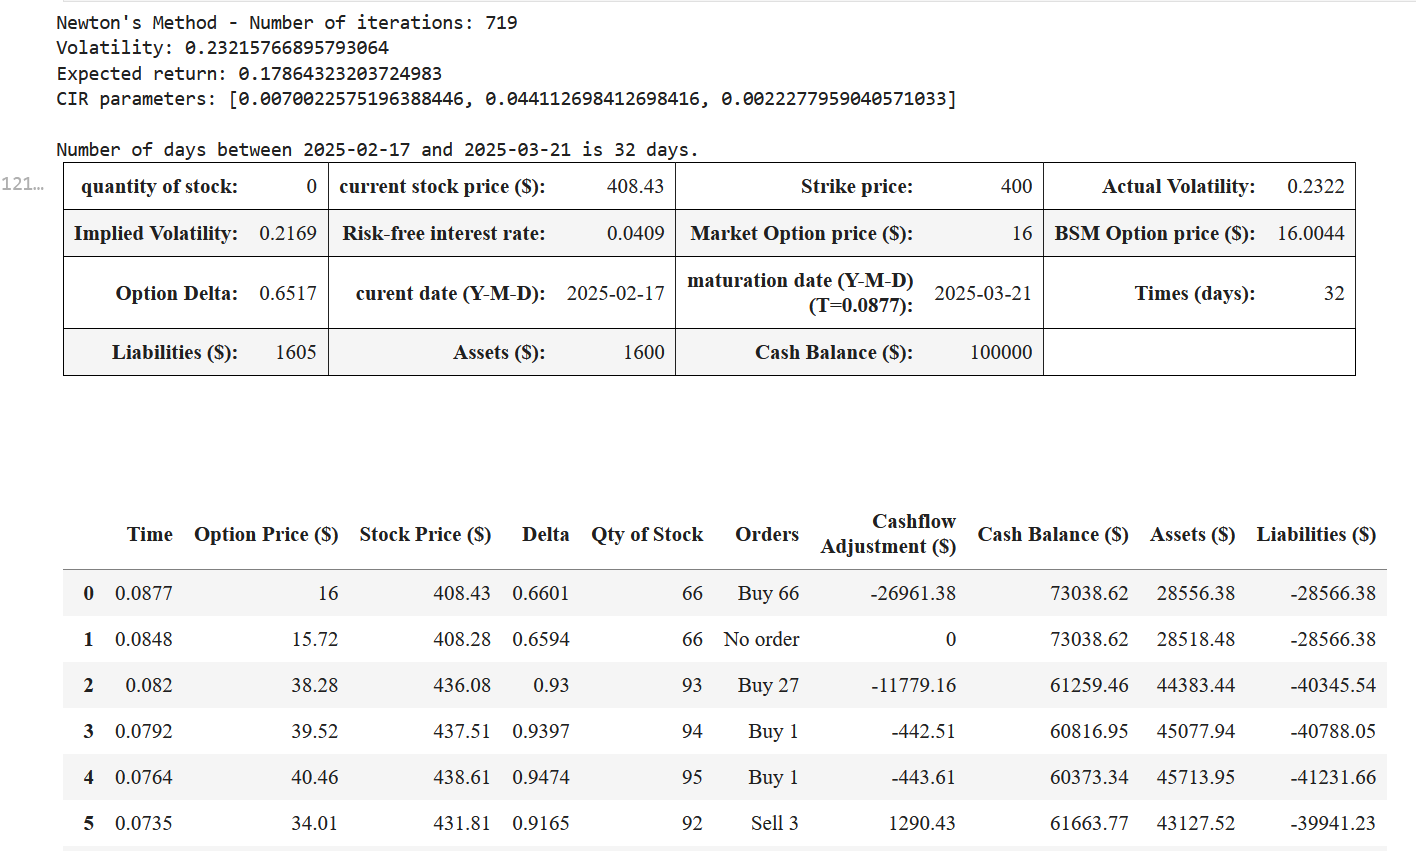 Newton's Method - Number of iterations: 719
Volatility: 0.23215766895793064
Expected return: 0.17864323203724983
CIR parameters: [0.0070022575196388446, 0.044112698412698416, 0.0022277959040571033]
Number of days between 2025-02-17 and 2025-03-21 is 32 days.
121…
quantity of stock: 0 current stock price ($): 408.43 Strike price: 400 Actual Volatility: 0.2322
Implied Volatility: 0.2169 Risk-free interest rate: 0.0409 Market Option price ($): 16 BSM Option price ($): 16.0044
Option Delta: 0.6517 curent date (Y-M-D): 2025-02-17 maturation date (Y-M-D) (T=0.0877): 2025-03-21 Times (days): 32
Liabilities ($): 1605 Assets ($): 1600 Cash Balance ($): 100000
Time Option Price ($) Stock Price ($) Delta Qty of Stock Orders Cashflow Adjustment ($) Cash Balance ($) Assets ($) Liabilities ($)
0 0.0877 16 408.43 0.6601 66 Buy 66 -26961.38 73038.62 28556.38 -28566.38
1 0.0848 15.72 408.28 0.6594 66 No order 0 73038.62 28518.48 -28566.38
2 0.082 38.28 436.08 0.93 93 Buy 27 -11779.16 61259.46 44383.44 -40345.54
3 0.0792 39.52 437.51 0.9397 94 Buy 1 -442.51 60816.95 45077.94 -40788.05
4 0.0764 40.46 438.61 0.9474 95 Buy 1 -443.61 60373.34 45713.95 -41231.66
5 0.0735 34.01 431.81 0.9165 92 Sell 3 1290.43 61663.77 43127.52 -39941.23